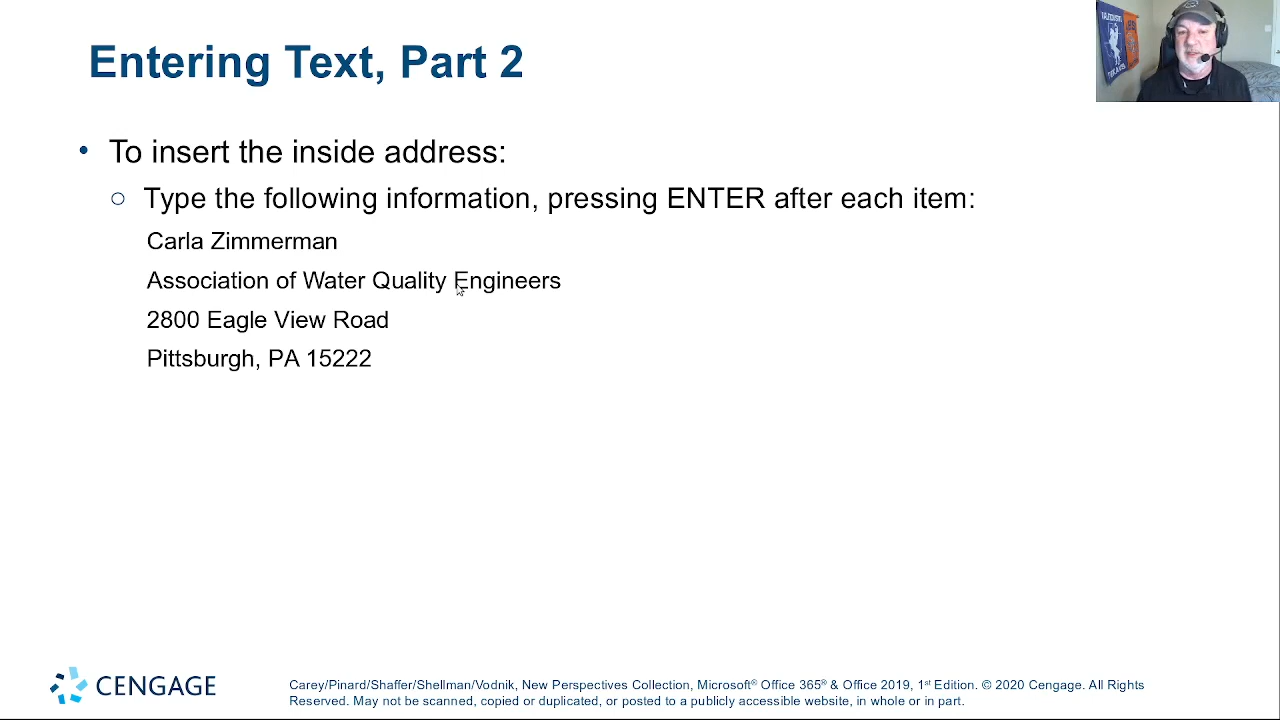 Entering Text, Part 2
• To insert the inside address:
○ Type the following information, pressing ENTER after each item:
Carla Zimmerman
Association of Water Quality Engineers
2800 Eagle View Road
Pittsburgh, PA 15222
CENGAGE
Carey/Pinard/Shaffer/Shellman/Vodnik, New Perspectives Collection, Microsoft® Office 365® & Office 2019, 1st Edition. © 2020 Cengage. All Rights
Reserved. May not be scanned, copied or duplicated, or posted to a publicly accessible website, in whole or in part.